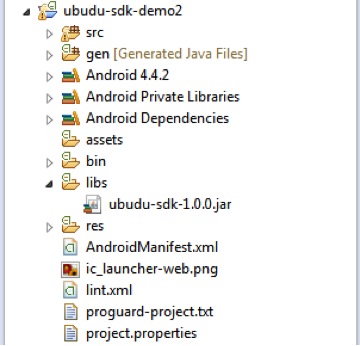 ubudu-sdk-demo2
src
gen [Generated Java Files]
Android 4.4.2
Android Private Libraries
Android Dependencies
assets
bin
libs
ubudu-sdk-1.0.0.jar
res
AndroidManifest.xml
ic_launcher-web.png
lint.xml
proguard-project.txt
project.properties